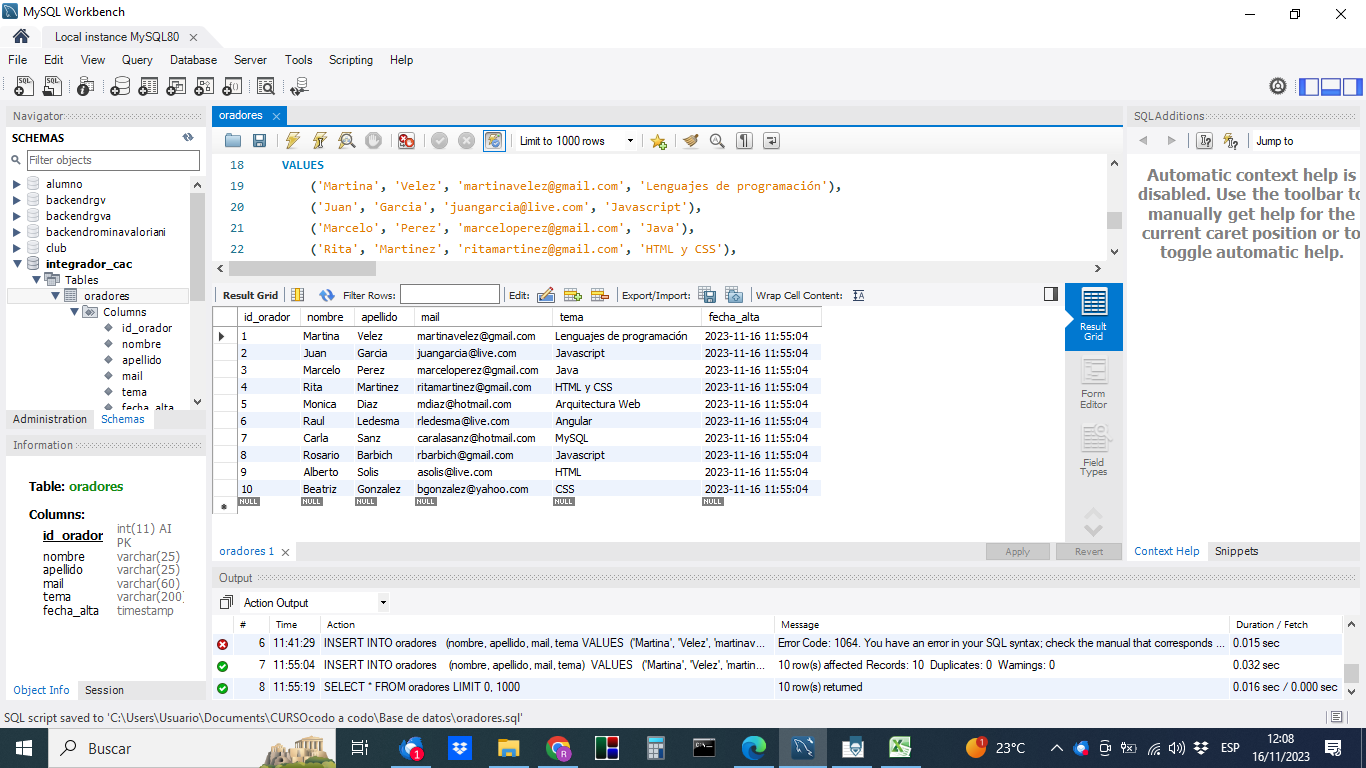 MySQL Workbench
Local instance MySQL80
File Edit View Query Database Server Tools Scripting Help
Navigator
SCHEMAS
Filter objects
alumno
backendrgv
backendrgva
backendrominavaloriani
club
integrador_cac
Tables
oradores
Columns
id_orador
nombre
apellido
mail
tema
fecha_alta
Administration Schemas
Information
Table: oradores
Columns:
id_orador int(11) AI PK
nombre varchar(25)
apellido varchar(25)
mail varchar(60)
tema varchar(200)
fecha_alta timestamp
Object Info Session
oradores
Limit to 1000 rows
18 VALUES
19 ('Martina', 'Velez', 'martinavelez@gmail.com', 'Lenguajes de programación'),
20 ('Juan', 'Garcia', 'juangarcia@live.com', 'Javascript'),
21 ('Marcelo', 'Perez', 'marceloperez@gmail.com', 'Java'),
22 ('Rita', 'Martinez', 'ritamartinez@gmail.com', 'HTML y CSS'),
Result Grid Filter Rows: Edit: Export/Import: Wrap Cell Content:
id_orador nombre apellido mail tema fecha_alta
1 Martina Velez martinavelez@gmail.com Lenguajes de programación 2023-11-16 11:55:04
2 Juan Garcia juangarcia@live.com Javascript 2023-11-16 11:55:04
3 Marcelo Perez marceloperez@gmail.com Java 2023-11-16 11:55:04
4 Rita Martinez ritamartinez@gmail.com HTML y CSS 2023-11-16 11:55:04
5 Monica Diaz mdiaz@hotmail.com Arquitectura Web 2023-11-16 11:55:04
6 Raul Ledesma rledesma@live.com Angular 2023-11-16 11:55:04
7 Carla Sanz caralasanz@hotmail.com MySQL 2023-11-16 11:55:04
8 Rosario Barbich rbarbich@gmail.com Javascript 2023-11-16 11:55:04
9 Alberto Solis asolis@live.com HTML 2023-11-16 11:55:04
10 Beatriz Gonzalez bgonzalez@yahoo.com CSS 2023-11-16 11:55:04
NULL NULL NULL NULL NULL NULL
Result Grid
Form Editor
Field Types
oradores 1
Apply Revert
SQLAdditions
Jump to
Automatic context help is
disabled. Use the toolbar to
manually get help for the
current caret position or to
toggle automatic help.
Context Help Snippets
Output
Action Output
# Time Action Message Duration / Fetch
6 11:41:29 INSERT INTO oradores (nombre, apellido, mail, tema VALUES ('Martina', 'Velez', 'martinav... Error Code: 1064. You have an error in your SQL syntax; check the manual that corresponds ... 0.015 sec
7 11:55:04 INSERT INTO oradores (nombre, apellido, mail, tema) VALUES ('Martina', 'Velez', 'martin... 10 row(s) affected Records: 10 Duplicates: 0 Warnings: 0 0.032 sec
8 11:55:19 SELECT * FROM oradores LIMIT 0, 1000 10 row(s) returned 0.016 sec / 0.000 sec
SQL script saved to 'C:\Users\Usuario\Documents\CURSOcodo a codo\Base de datos\oradores.sql'
Buscar
23°C
ESP
12:08
16/11/2023